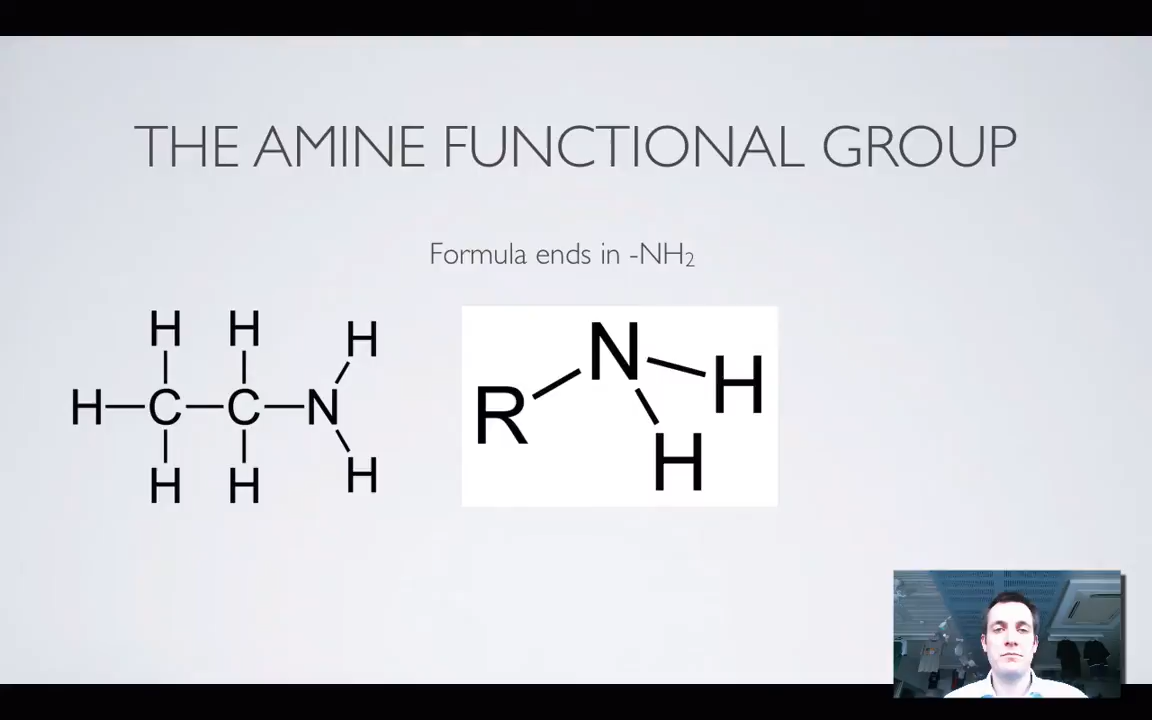 THE AMINE FUNCTIONAL GROUP
Formula ends in -NH₂
H H H
H C C N
H H H
N
H
R
H